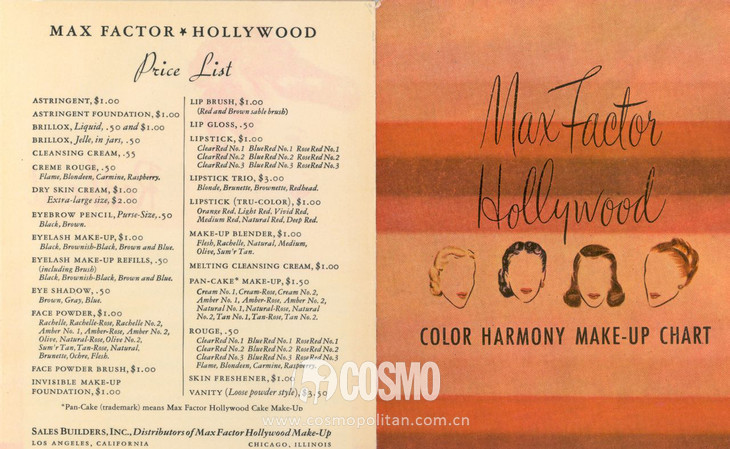 MAX FACTOR ★ HOLLYWOOD
Price List
ASTRINGENT, $1.00
ASTRINGENT FOUNDATION, $1.00
BRILLOX, Liquid, .50 and $1.00
BRILLOX, Jelle, in jars, .50
CLEANSING CREAM, .55
CREME ROUGE, .50
Flame, Blondeen, Carmine, Raspberry.
DRY SKIN CREAM, $1.00
Extra-large size, $2.00
EYEBROW PENCIL, Purse-Size, .50
Black, Brown.
EYELASH MAKE-UP, $1.00
Black, Brownish-Black, Brown and Blue.
EYELASH MAKE-UP REFILLS, .50
(including Brush)
Black, Brownish-Black, Brown and Blue.
EYE SHADOW, .50
Brown, Gray, Blue.
FACE POWDER, $1.00
Rachelle, Rachelle-Rose, Rachelle No. 2,
Amber No. 1, Amber-Rose, Amber No. 2,
Olive, Natural-Rose, Olive No. 2,
Sum'r Tan, Tan-Rose, Natural,
Brunette, Ochre, Flesh.
FACE POWDER BRUSH, $1.00
INVISIBLE MAKE-UP
FOUNDATION, $1.00
LIP BRUSH, $1.00
(Red and Brown sable brush)
LIP GLOSS, .50
LIPSTICK, $1.00
ClearRed No. 1 BlueRed No. 1 RoseRed No. 1
ClearRed No. 2 BlueRed No. 2 RoseRed No. 2
ClearRed No. 3 BlueRed No. 3 RoseRed No. 3
LIPSTICK TRIO, $3.00
Blonde, Brunette, Brownette, Redhead.
LIPSTICK (TRU-COLOR), $1.00
Orange Red, Light Red, Vivid Red,
Medium Red, Natural Red, Deep Red.
MAKE-UP BLENDER, $1.00
Flesh, Rachelle, Natural, Medium,
Olive, Sum'r Tan.
MELTING CLEANSING CREAM, $1.00
PAN-CAKE* MAKE-UP, $1.50
Cream No. 1, Cream-Rose, Cream No. 2,
Amber No. 1, Amber-Rose, Amber No. 2,
Natural No. 1, Natural-Rose, Natural
No. 2, Tan No. 1, Tan-Rose, Tan No. 2.
ROUGE, .50
ClearRed No. 1 BlueRed No. 1 RoseRed No. 1
ClearRed No. 2 BlueRed No. 2 RoseRed No. 2
ClearRed No. 3 BlueRed No. 3 RoseRed No. 3
Flame, Blondeen, Carmine, Raspberry.
SKIN FRESHENER, $1.00
VANITY (Loose powder style), $3.50
*Pan-Cake (trademark) means Max Factor Hollywood Cake Make-Up
SALES BUILDERS, INC., Distributors of Max Factor Hollywood Make-Up
LOS ANGELES, CALIFORNIA CHICAGO, ILLINOIS
Max Factor
Hollywood
COLOR HARMONY MAKE-UP CHART
COSMO
www.cosmopolitan.com.cn